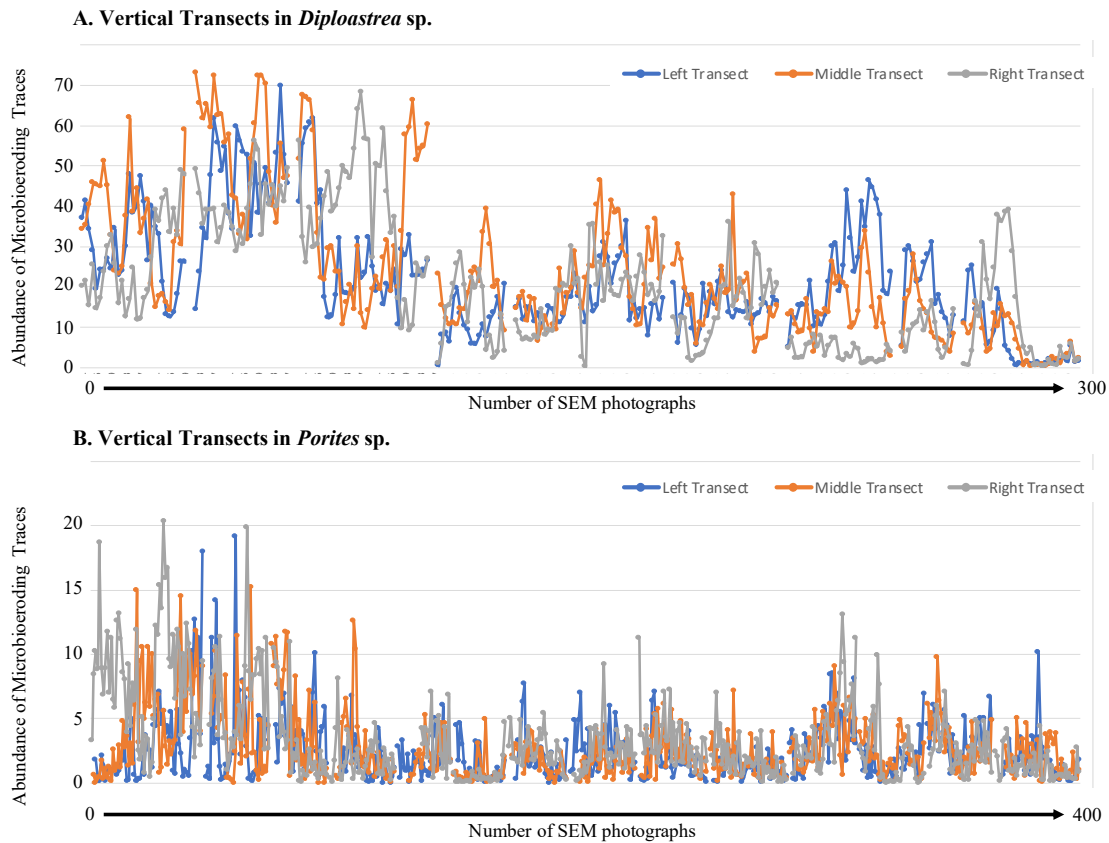 A. Vertical Transects in Diploastrea sp.
Abundance of Microbioeroding Traces
Left Transect Middle Transect Right Transect
70
60
50
40
30
20
10
0
0 300
Number of SEM photographs
B. Vertical Transects in Porites sp.
Abundance of Microbioeroding Traces
Left Transect Middle Transect Right Transect
20
15
10
5
0
0 400
Number of SEM photographs